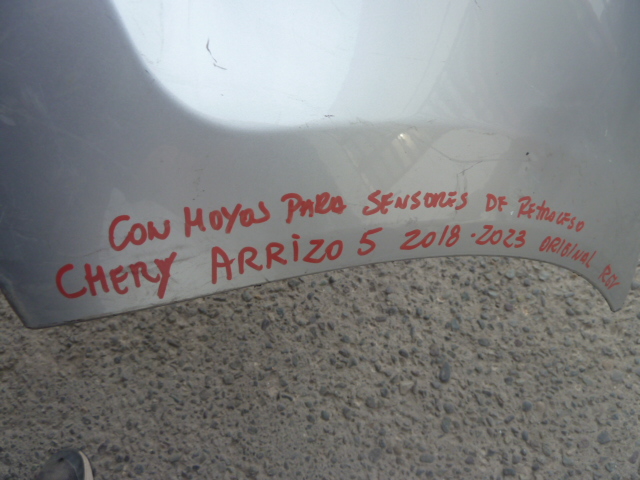 CON HOYOS PARA SENSORES DE RETROCESO
CHERY ARRIZO 5 2018-2023 ORIGINAL